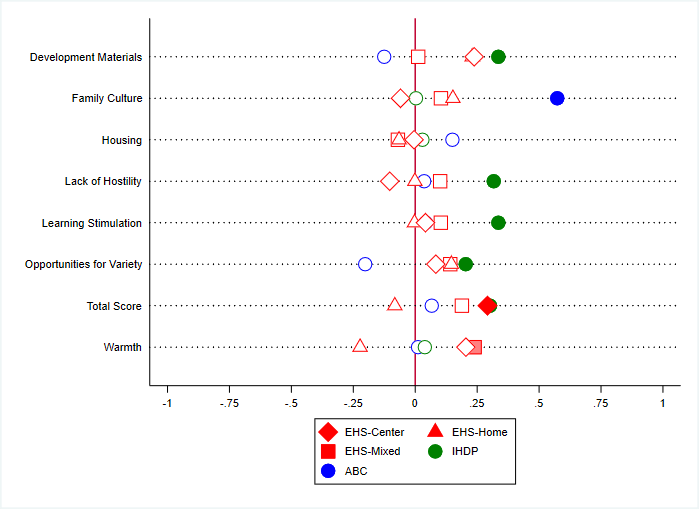 Development Materials
Family Culture
Housing
Lack of Hostility
Learning Stimulation
Opportunities for Variety
Total Score
Warmth
-1 -.75 -.5 -.25 0 .25 .5 .75 1
EHS-Center EHS-Home
EHS-Mixed IHDP
ABC